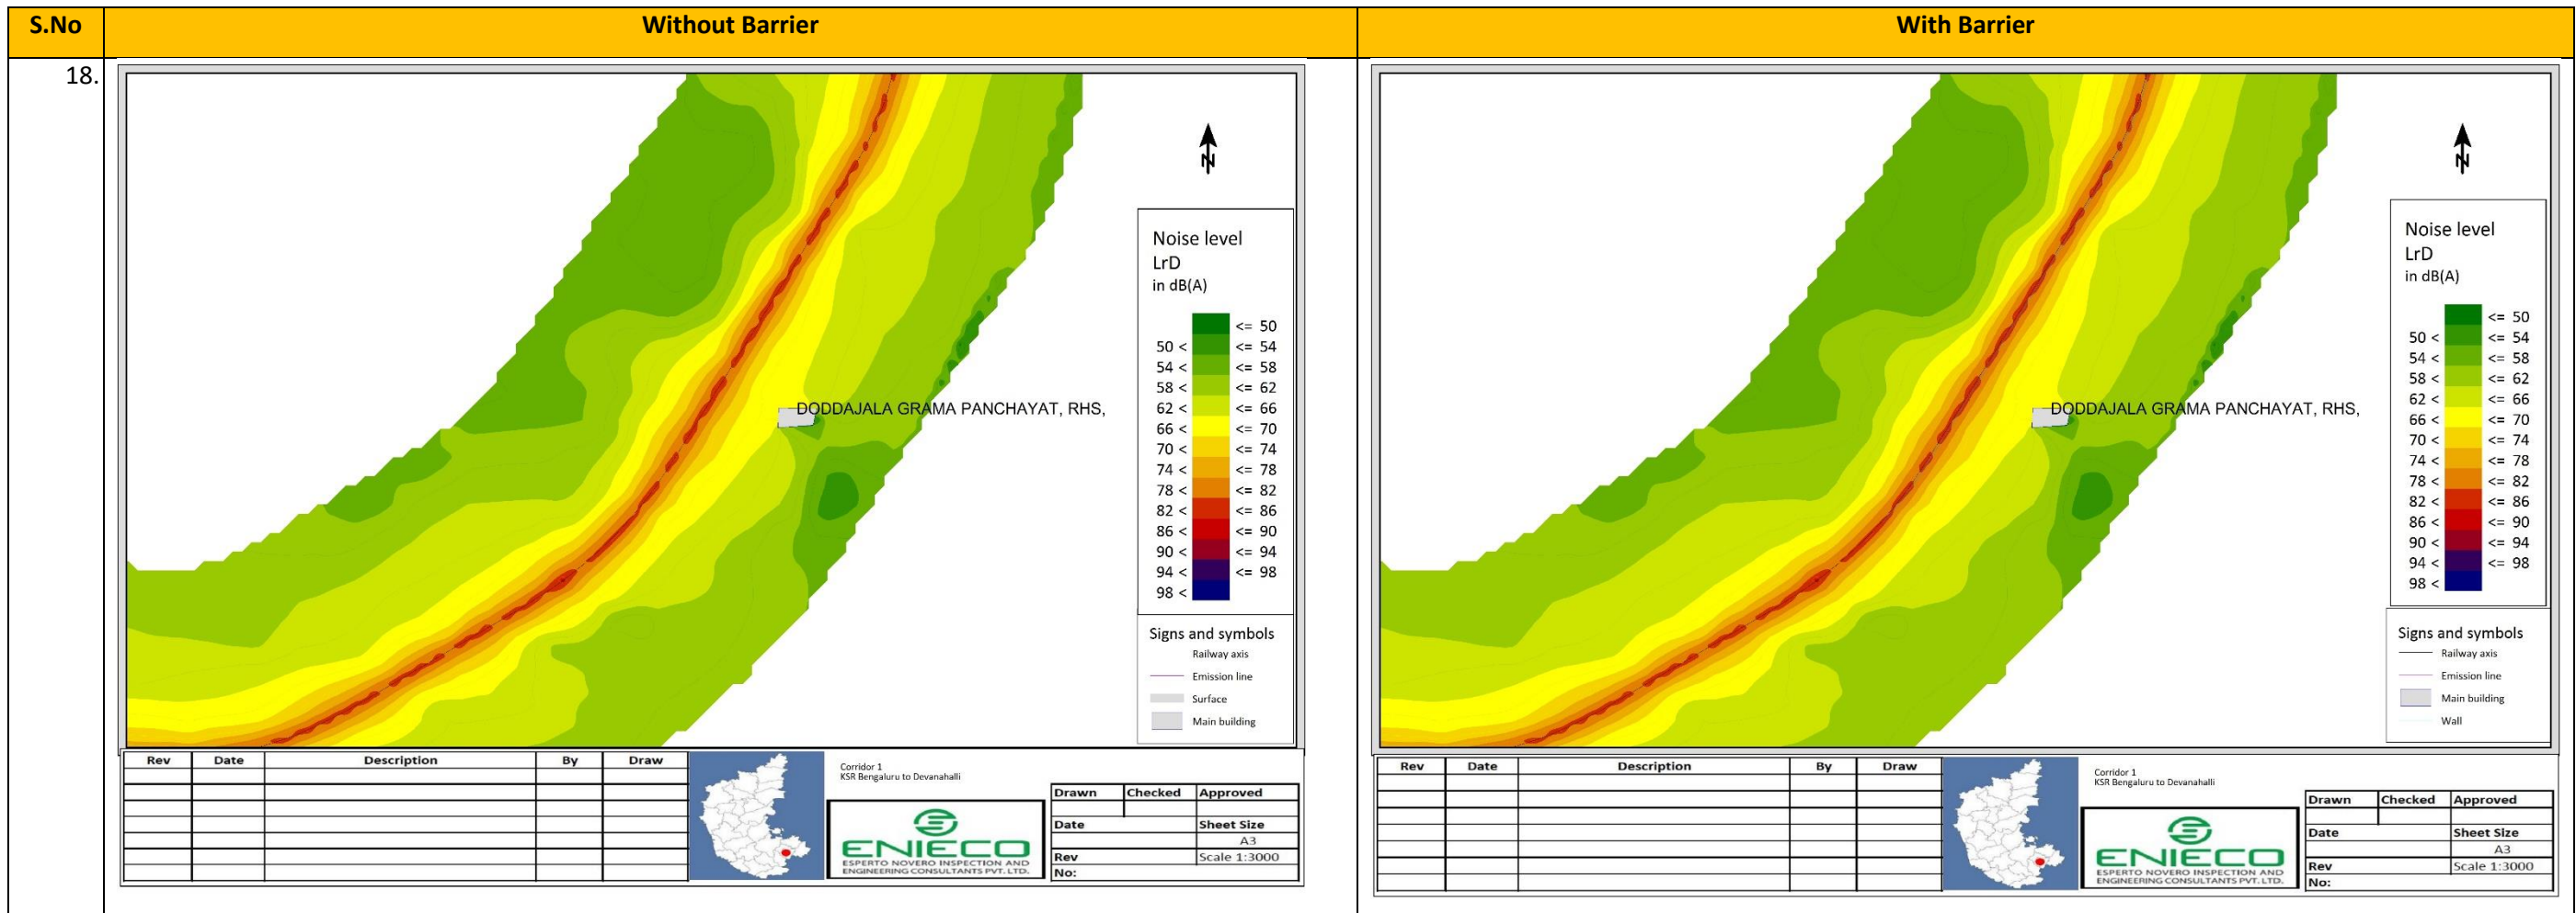 S.No Without Barrier With Barrier
18.
N
Noise level
LrD
in dB(A)
<= 50
50 < <= 54
54 < <= 58
58 < <= 62
62 < <= 66
66 < <= 70
70 < <= 74
74 < <= 78
78 < <= 82
82 < <= 86
86 < <= 90
90 < <= 94
94 < <= 98
98 <
DODDAJALA GRAMA PANCHAYAT, RHS,
Signs and symbols
Railway axis
Emission line
Surface
Main building
Rev Date Description By Draw
Corridor 1
KSR Bengaluru to Devanahalli
ENIECO
ESPERTO NOVERO INSPECTION AND
ENGINEERING CONSULTANTS PVT. LTD.
Drawn Checked Approved
Date Sheet Size
A3
Rev Scale 1:3000
No:
N
Noise level
LrD
in dB(A)
<= 50
50 < <= 54
54 < <= 58
58 < <= 62
62 < <= 66
66 < <= 70
70 < <= 74
74 < <= 78
78 < <= 82
82 < <= 86
86 < <= 90
90 < <= 94
94 < <= 98
98 <
DODDAJALA GRAMA PANCHAYAT, RHS,
Signs and symbols
Railway axis
Emission line
Main building
Wall
Rev Date Description By Draw
Corridor 1
KSR Bengaluru to Devanahalli
ENIECO
ESPERTO NOVERO INSPECTION AND
ENGINEERING CONSULTANTS PVT. LTD.
Drawn Checked Approved
Date Sheet Size
A3
Rev Scale 1:3000
No: